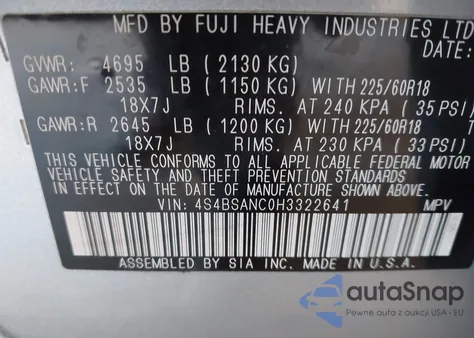 MFD BY FUJI HEAVY INDUSTRIES LTD
DATE:
GVWR: 4695 LB (2130 KG)
GAWR:F 2535 LB (1150 KG) WITH 225/60R18
18X7J RIMS. AT 240 KPA (35 PSI)
GAWR:R 2645 LB (1200 KG) WITH 225/60R18 T
18X7J RIMS. AT 230 KPA (33 PSI)
THIS VEHICLE CONFORMS TO ALL APPLICABLE FEDERAL MOTOR
VEHICLE SAFETY AND THEFT PREVENTION STANDARDS
IN EFFECT ON THE DATE OF MANUFACTURE SHOWN ABOVE.
VIN: 4S4BSANC0H3322641 MPV
ASSEMBLED BY SIA INC. MADE IN U.S.A.
autoSnap
Pewne auta z aukcji USA - EU